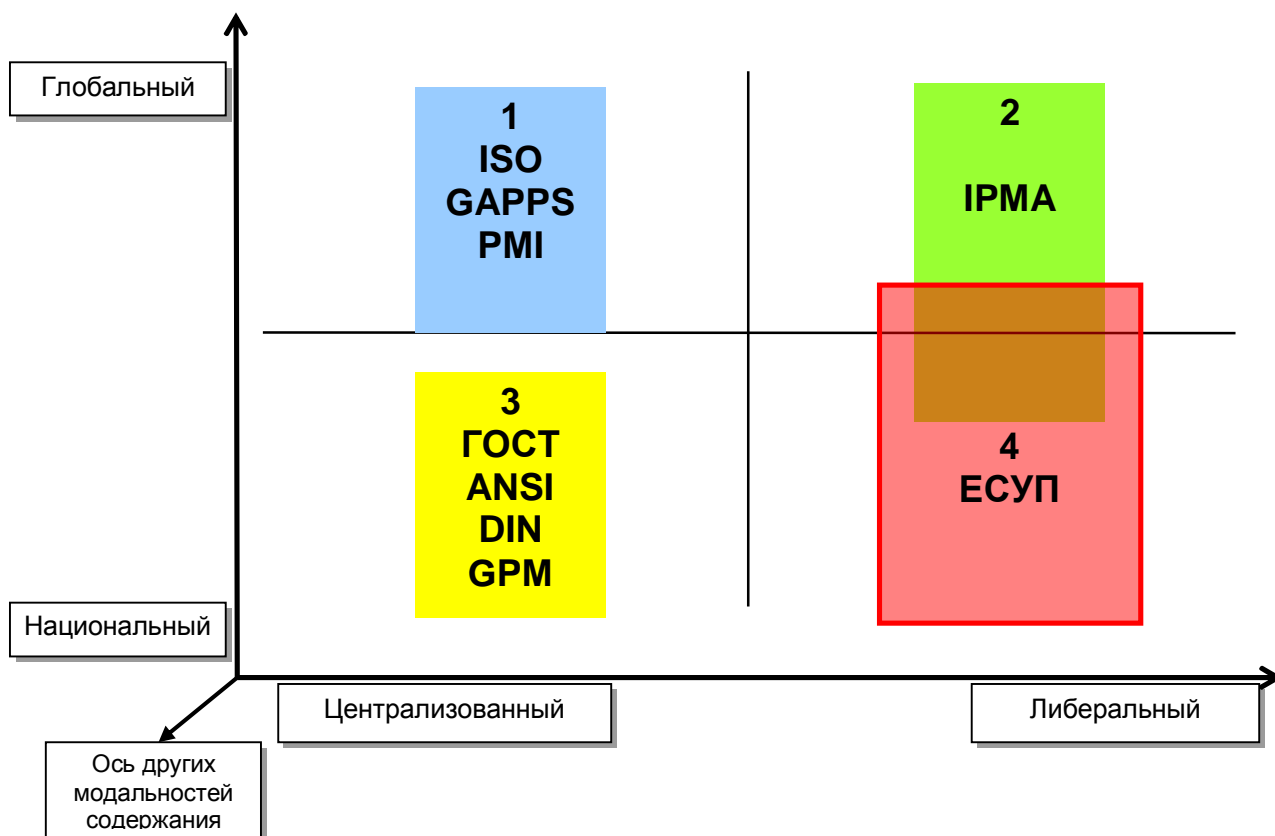 Глобальный
1
ISO
GAPPS
PMI
2
IPMA
3
ГОСТ
ANSI
DIN
GPM
4
ЕСУП
Национальный
Централизованный
Либеральный
Ось других
модальностей
содержания